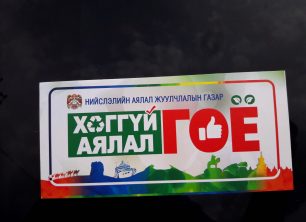 НИЙСЛЭЛИЙН АЯЛАЛ ЖУУЛЧЛАЛЫН ГАЗАР
ХОГГҮЙ
АЯЛАЛ
ГОЁ